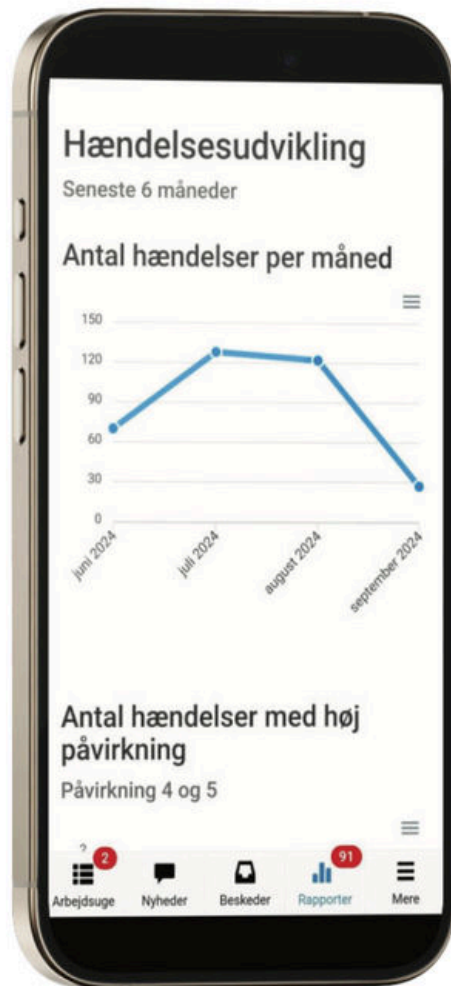 Hændelsesudvikling
Seneste 6 måneder
Antal hændelser per måned
150
120
90
60
30
0
juni 2024
juli 2024
august 2024
september 2024
Antal hændelser med høj
påvirkning
Påvirkning 4 og 5
2
91
Arbejdsuge
Nyheder
Beskeder
Rapporter
Mere